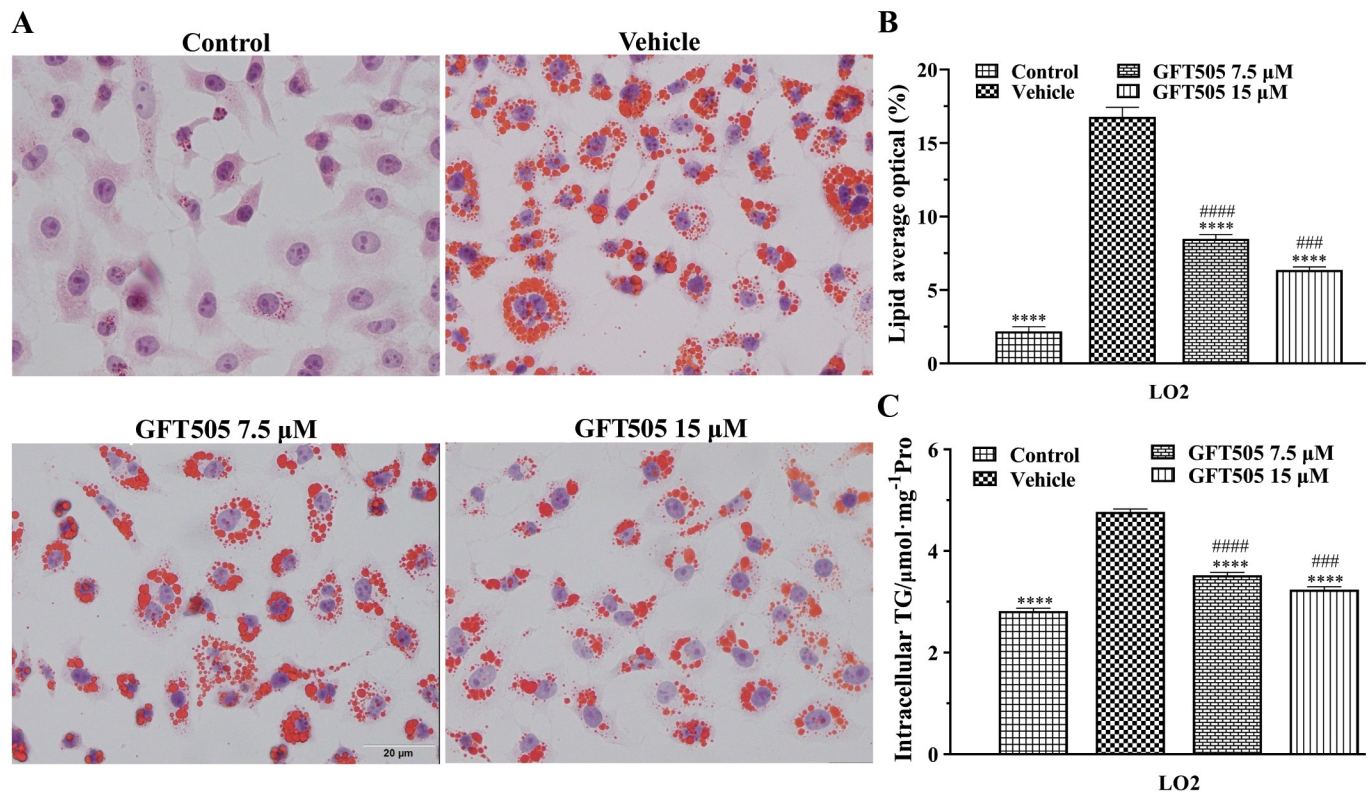 A
Control
Vehicle
GFT505 7.5 μM
GFT505 15 μM
20 μm
B
Lipid average optical (%)
20
15
10
5
0
Control
Vehicle
GFT505 7.5 μM
GFT505 15 μM
****
####
****
###
****
LO2
C
Intracellular TG/μmol·mg⁻¹Pro
6
4
2
0
Control
Vehicle
GFT505 7.5 μM
GFT505 15 μM
****
####
****
###
****
LO2